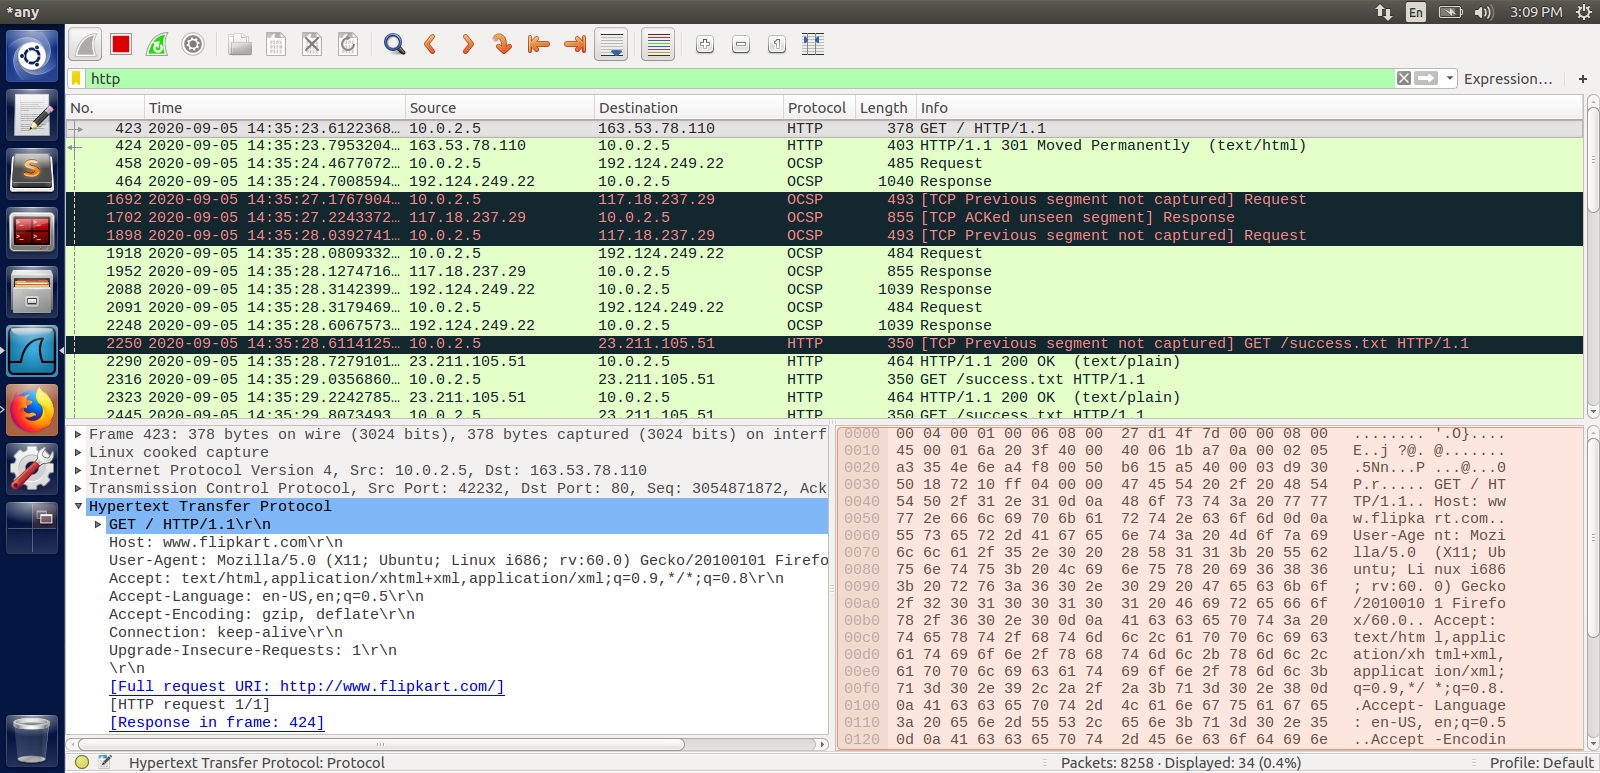 *any
En 3:09 PM
http Expression… +
No. Time Source Destination Protocol Length Info
423 2020-09-05 14:35:23.6122368… 10.0.2.5 163.53.78.110 HTTP 378 GET / HTTP/1.1
424 2020-09-05 14:35:23.7953204… 163.53.78.110 10.0.2.5 HTTP 403 HTTP/1.1 301 Moved Permanently (text/html)
458 2020-09-05 14:35:24.4677072… 10.0.2.5 192.124.249.22 OCSP 485 Request
464 2020-09-05 14:35:24.7008594… 192.124.249.22 10.0.2.5 OCSP 1040 Response
1692 2020-09-05 14:35:27.1767904… 10.0.2.5 117.18.237.29 OCSP 493 [TCP Previous segment not captured] Request
1702 2020-09-05 14:35:27.2243372… 117.18.237.29 10.0.2.5 OCSP 855 [TCP ACKed unseen segment] Response
1898 2020-09-05 14:35:28.0392741… 10.0.2.5 117.18.237.29 OCSP 493 [TCP Previous segment not captured] Request
1918 2020-09-05 14:35:28.0809332… 10.0.2.5 192.124.249.22 OCSP 484 Request
1952 2020-09-05 14:35:28.1274716… 117.18.237.29 10.0.2.5 OCSP 855 Response
2088 2020-09-05 14:35:28.3142399… 192.124.249.22 10.0.2.5 OCSP 1039 Response
2091 2020-09-05 14:35:28.3179469… 10.0.2.5 192.124.249.22 OCSP 484 Request
2248 2020-09-05 14:35:28.6067573… 192.124.249.22 10.0.2.5 OCSP 1039 Response
2250 2020-09-05 14:35:28.6114125… 10.0.2.5 23.211.105.51 HTTP 350 [TCP Previous segment not captured] GET /success.txt HTTP/1.1
2290 2020-09-05 14:35:28.7279101… 23.211.105.51 10.0.2.5 HTTP 464 HTTP/1.1 200 OK (text/plain)
2316 2020-09-05 14:35:29.0356860… 10.0.2.5 23.211.105.51 HTTP 350 GET /success.txt HTTP/1.1
2323 2020-09-05 14:35:29.2242785… 23.211.105.51 10.0.2.5 HTTP 464 HTTP/1.1 200 OK (text/plain)
2445 2020-09-05 14:35:29.8073493… 10.0.2.5 23.211.105.51 HTTP 350 GET /success.txt HTTP/1.1
Frame 423: 378 bytes on wire (3024 bits), 378 bytes captured (3024 bits) on interf
Linux cooked capture
Internet Protocol Version 4, Src: 10.0.2.5, Dst: 163.53.78.110
Transmission Control Protocol, Src Port: 42232, Dst Port: 80, Seq: 3054871872, Ack
Hypertext Transfer Protocol
GET / HTTP/1.1\r\n
Host: www.flipkart.com\r\n
User-Agent: Mozilla/5.0 (X11; Ubuntu; Linux i686; rv:60.0) Gecko/20100101 Firefo
Accept: text/html,application/xhtml+xml,application/xml;q=0.9,*/*;q=0.8\r\n
Accept-Language: en-US,en;q=0.5\r\n
Accept-Encoding: gzip, deflate\r\n
Connection: keep-alive\r\n
Upgrade-Insecure-Requests: 1\r\n
\r\n
[Full request URI: http://www.flipkart.com/]
[HTTP request 1/1]
[Response in frame: 424]
0000 00 04 00 01 00 06 08 00 27 d1 4f 7d 00 00 08 00 ........ '.O}....
0010 45 00 01 6a 20 3f 40 00 40 06 1b a7 0a 00 02 05 E..j ?@. @.......
0020 a3 35 4e 6e a4 f8 00 50 b6 15 a5 40 00 03 d9 30 .5Nn...P ...@...0
0030 50 18 72 10 ff 04 00 00 47 45 54 20 2f 20 48 54 P.r..... GET / HT
0040 54 50 2f 31 2e 31 0d 0a 48 6f 73 74 3a 20 77 77 TP/1.1.. Host: ww
0050 77 2e 66 6c 69 70 6b 61 72 74 2e 63 6f 6d 0d 0a w.flipka rt.com..
0060 55 73 65 72 2d 41 67 65 6e 74 3a 20 4d 6f 7a 69 User-Age nt: Mozi
0070 6c 6c 61 2f 35 2e 30 20 28 58 31 31 3b 20 55 62 lla/5.0 (X11; Ub
0080 75 6e 74 75 3b 20 4c 69 6e 75 78 20 69 36 38 36 untu; Li nux i686
0090 3b 20 72 76 3a 36 30 2e 30 29 20 47 65 63 6b 6f ; rv:60. 0) Gecko
00a0 2f 32 30 31 30 30 31 30 31 20 46 69 72 65 66 6f /2010010 1 Firefo
00b0 78 2f 36 30 2e 30 0d 0a 41 63 63 65 70 74 3a 20 x/60.0.. Accept:
00c0 74 65 78 74 2f 68 74 6d 6c 2c 61 70 70 6c 69 63 text/htm l,applic
00d0 61 74 69 6f 6e 2f 78 68 74 6d 6c 2b 78 6d 6c 2c ation/xh tml+xml,
00e0 61 70 70 6c 69 63 61 74 69 6f 6e 2f 78 6d 6c 3b applicat ion/xml;
00f0 71 3d 30 2e 39 2c 2a 2f 2a 3b 71 3d 30 2e 38 0d q=0.9,*/ *;q=0.8.
0100 0a 41 63 63 65 70 74 2d 4c 61 6e 67 75 61 67 65 .Accept- Language
0110 3a 20 65 6e 2d 55 53 2c 65 6e 3b 71 3d 30 2e 35 : en-US, en;q=0.5
0120 0d 0a 41 63 63 65 70 74 2d 45 6e 63 6f 64 69 6e ..Accept -Encodin
Hypertext Transfer Protocol: Protocol Packets: 8258 · Displayed: 34 (0.4%) Profile: Default